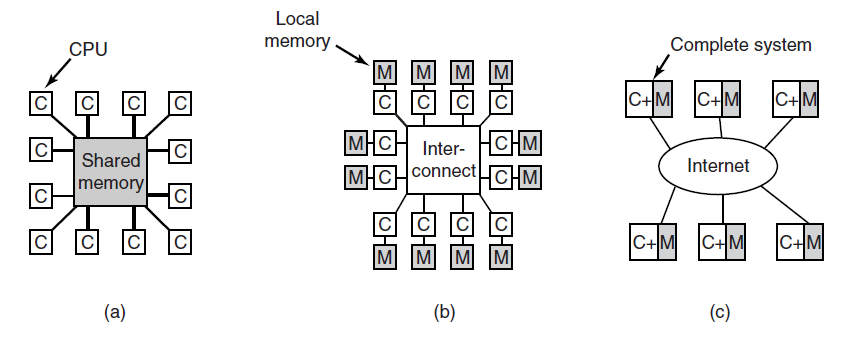 CPU
C C C C
C Shared C
memory
C C
C C C C
(a)
Local
memory
M M M M
C C C C
M C Inter- C M
M C connect C M
C C C C
M M M M
(b)
Complete system
C+ M C+ M C+ M
Internet
C+ M C+ M C+ M
(c)